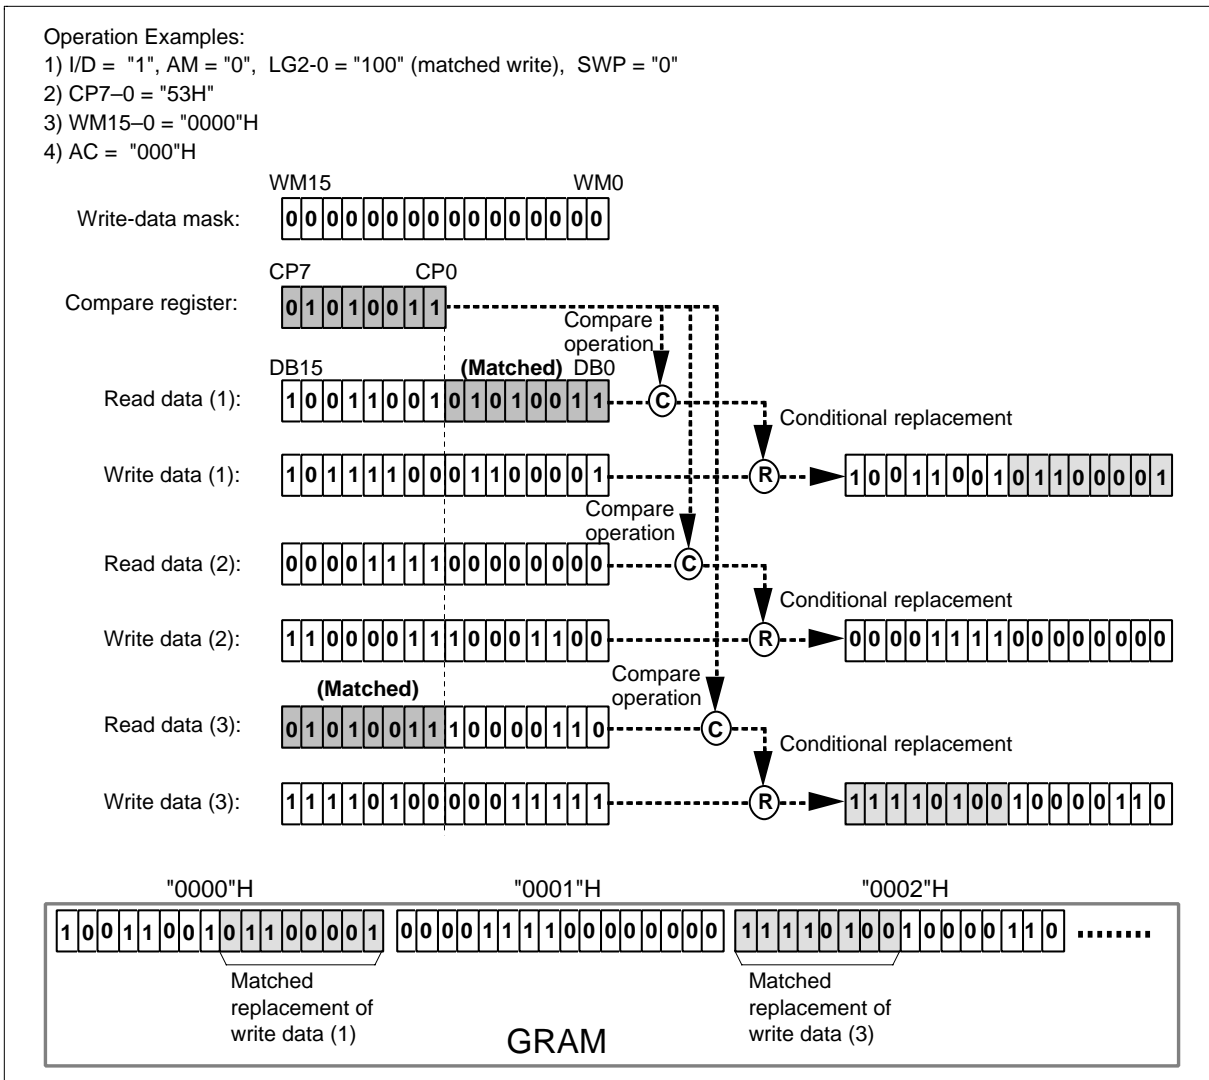 Operation Examples:
1) I/D = "1", AM = "0", LG2-0 = "100" (matched write), SWP = "0"
2) CP7–0 = "53H"
3) WM15–0 = "0000"H
4) AC = "000"H
WM15 WM0
Write-data mask: 0000000000000000
CP7 CP0
Compare register: 01010011
Compare
operation
DB15 (Matched) DB0
Read data (1): 1001100101010011 C
Conditional replacement
Write data (1): 1011110001100001 R 1001100101100001
Compare
operation
Read data (2): 0000111100000000 C
Conditional replacement
Write data (2): 1100001110001100 R 0000111100000000
Compare
operation
(Matched)
Read data (3): 0101001110000110 C
Conditional replacement
Write data (3): 1111010000011111 R 1111010010000110
"0000"H "0001"H "0002"H
1001100101100001 0000111100000000 1111010010000110 ........
Matched
replacement of
write data (1)
Matched
replacement of
write data (3)
GRAM